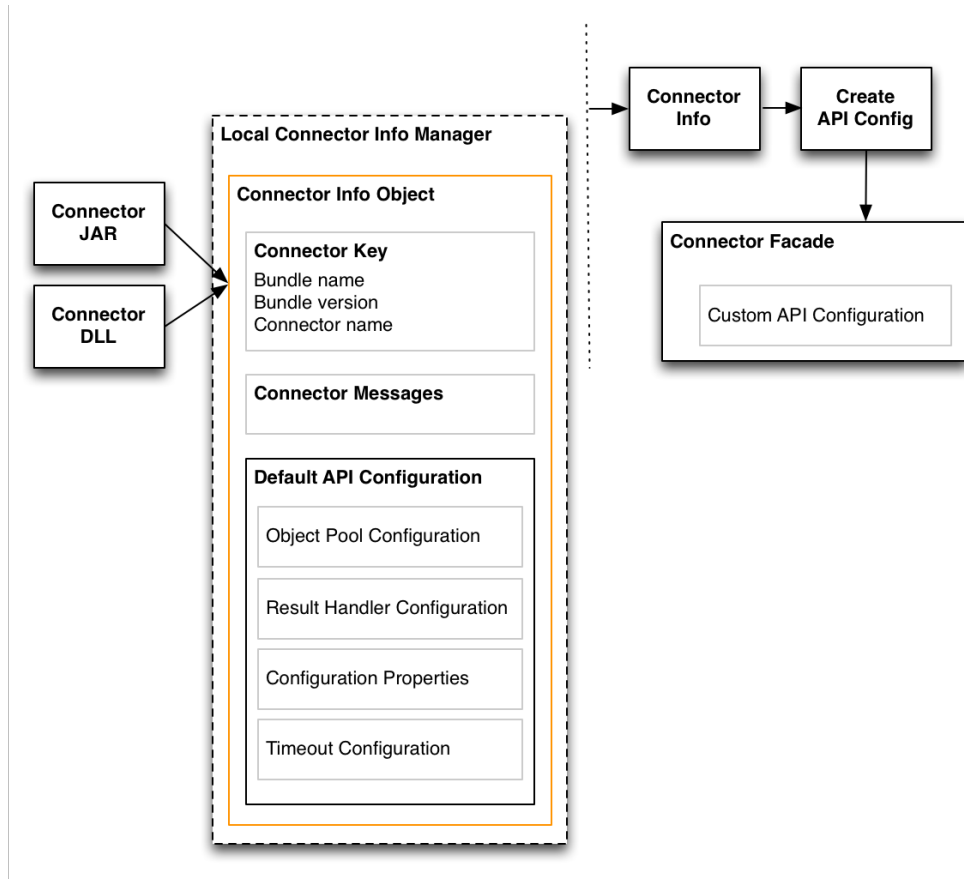 Connector
JAR
Connector
DLL
Local Connector Info Manager
Connector Info Object
Connector Key
Bundle name
Bundle version
Connector name
Connector Messages
Default API Configuration
Object Pool Configuration
Result Handler Configuration
Configuration Properties
Timeout Configuration
Connector
Info
Create
API Config
Connector Facade
Custom API Configuration